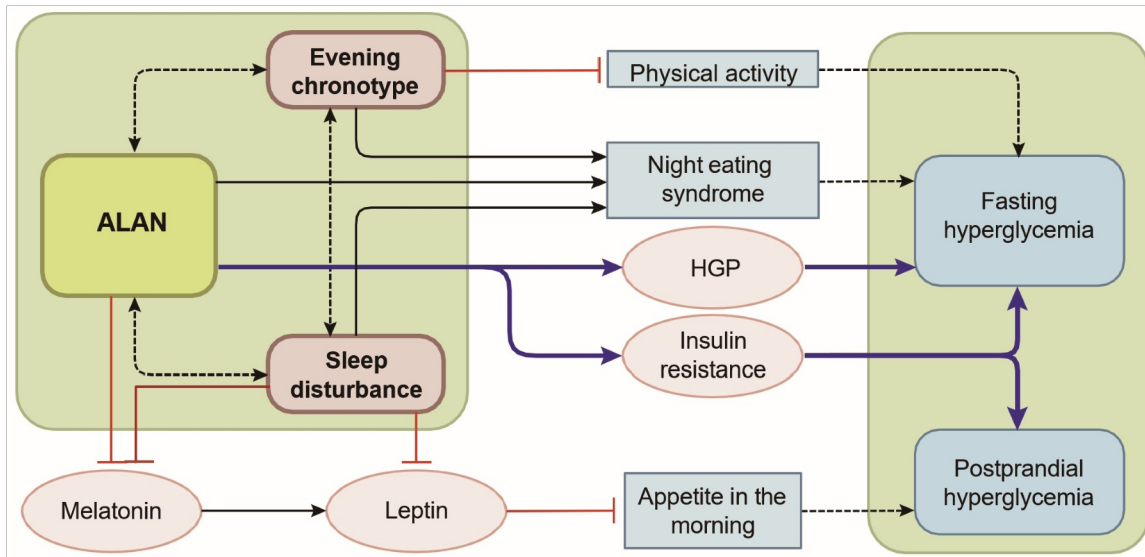 Evening
chronotype
Physical activity
ALAN
Night eating
syndrome
Fasting
hyperglycemia
HGP
Insulin
resistance
Sleep
disturbance
Melatonin
Leptin
Appetite in the
morning
Postprandial
hyperglycemia